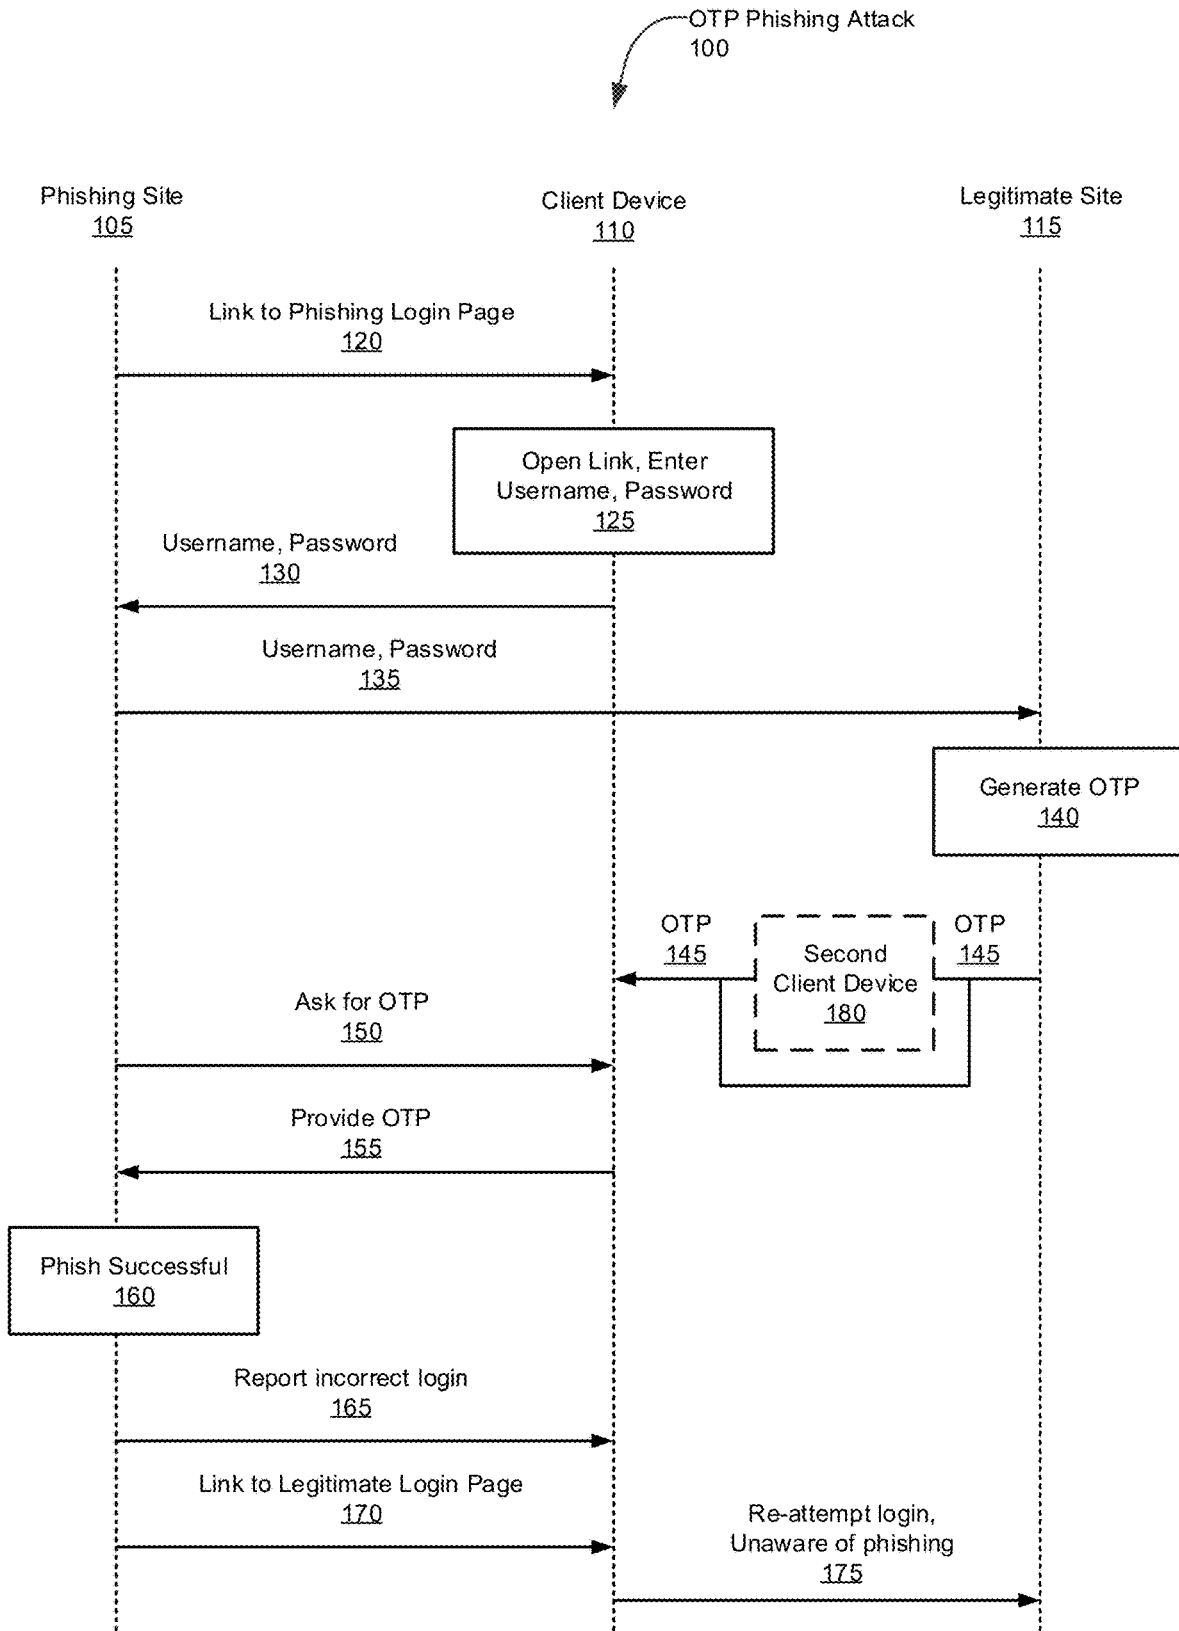 OTP Phishing Attack
100
Phishing Site
105
Client Device
110
Legitimate Site
115
Link to Phishing Login Page
120
Open Link, Enter
Username, Password
125
Username, Password
130
Username, Password
135
Generate OTP
140
OTP
145
Second
Client Device
180
OTP
145
Ask for OTP
150
Provide OTP
155
Phish Successful
160
Report incorrect login
165
Link to Legitimate Login Page
170
Re-attempt login,
Unaware of phishing
175